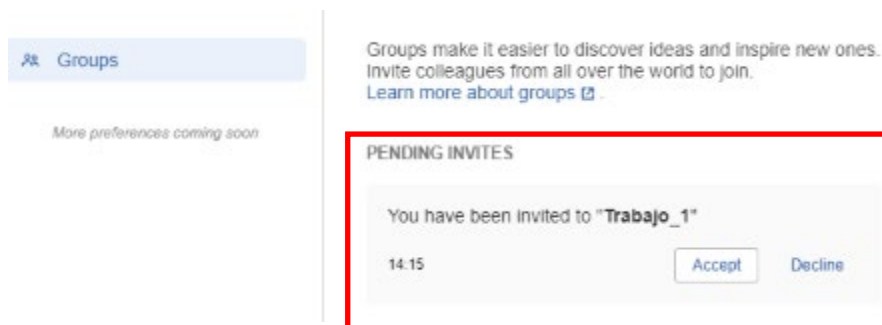 Groups
More preferences coming soon
Groups make it easier to discover ideas and inspire new ones.
Invite colleagues from all over the world to join.
Learn more about groups .
PENDING INVITES
You have been invited to "Trabajo_1"
14:15
Accept Decline